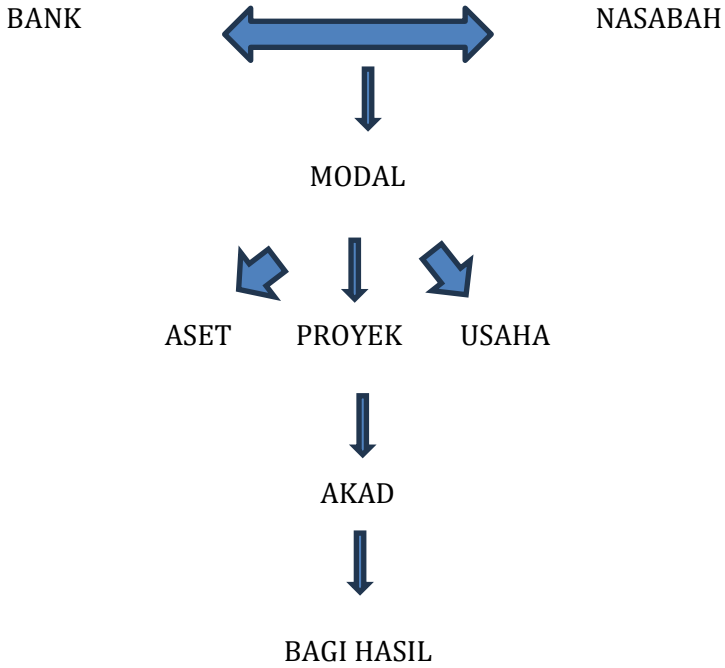 BANK NASABAH
MODAL
ASET PROYEK USAHA
AKAD
BAGI HASIL